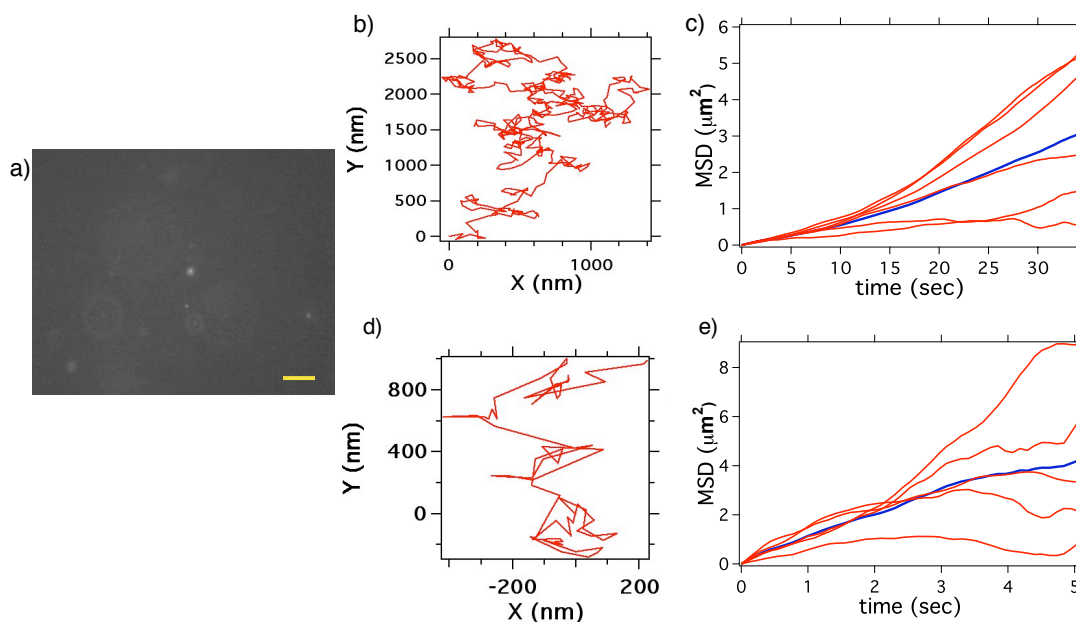 a)
b)
2500
2000
1500
1000
500
0
Y (nm)
0
1000
X (nm)
c)
6
5
4
3
2
1
0
MSD (μm²)
0 5 10 15 20 25 30
time (sec)
d)
800
400
0
Y (nm)
-200 200
X (nm)
e)
8
6
4
2
0
MSD (μm²)
0 1 2 3 4 5
time (sec)